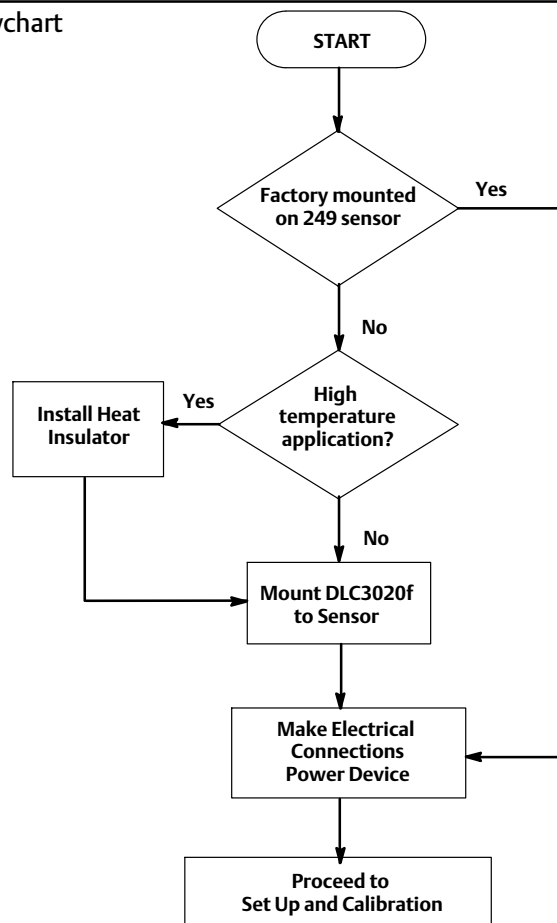 START
Factory mounted
on 249 sensor
Yes
No
High
temperature
application?
Yes
Install Heat
Insulator
No
Mount DLC3020f
to Sensor
Make Electrical
Connections
Power Device
Proceed to
Set Up and Calibration